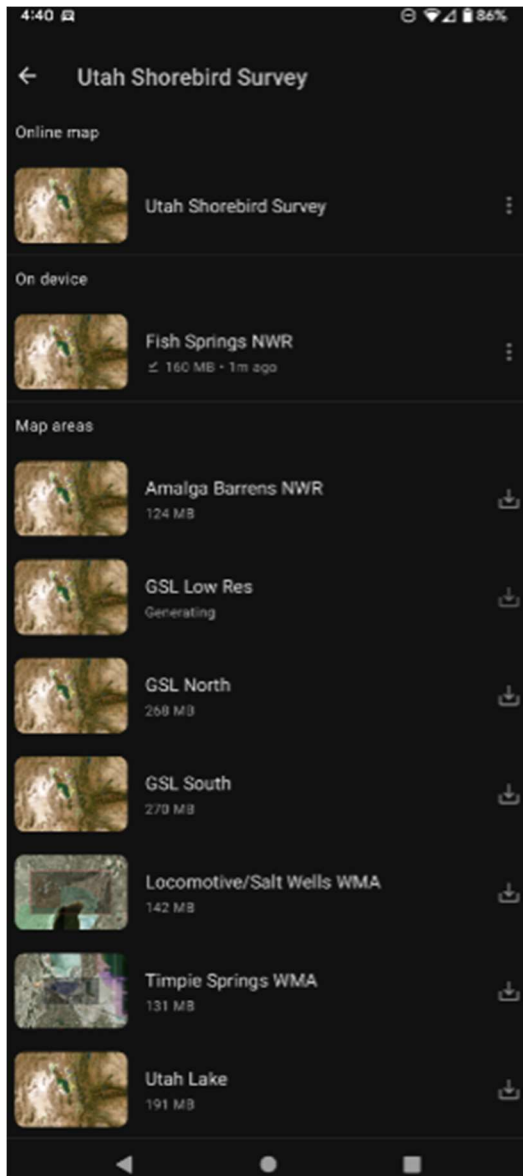 4:40 86%
Utah Shorebird Survey
Online map
Utah Shorebird Survey
On device
Fish Springs NWR
160 MB • 1m ago
Map areas
Amalga Barrens NWR
124 MB
GSL Low Res
Generating
GSL North
268 MB
GSL South
270 MB
Locomotive/Salt Wells WMA
142 MB
Timpie Springs WMA
131 MB
Utah Lake
191 MB